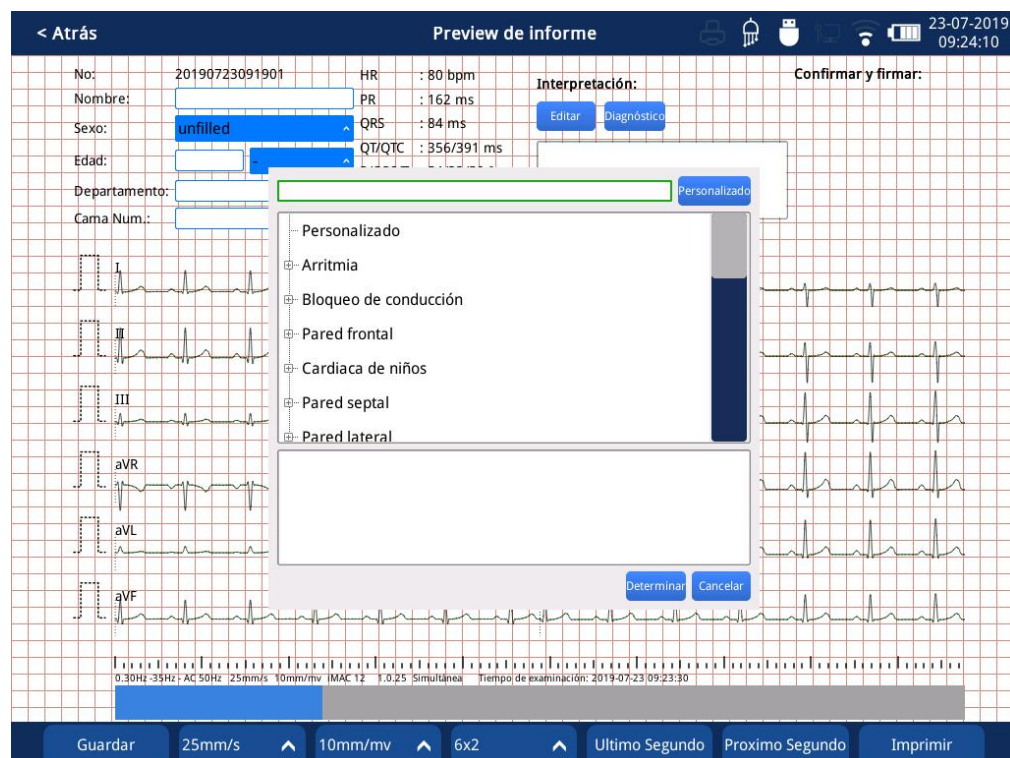 < Atrás
Preview de informe
23-07-2019
09:24:10
No: 20190723091901
Nombre:
Sexo: unfilled
Edad: -
Departamento:
Cama Num.:
HR : 80 bpm
PR : 162 ms
QRS : 84 ms
QT/QTC : 356/391 ms
Interpretación:
Editar Diagnóstico
Confirmar y firmar:
Personalizado
Personalizado
Arritmia
Bloqueo de conducción
Pared frontal
Cardiaca de niños
Pared septal
Pared lateral
Determinar Cancelar
I
II
III
aVR
aVL
aVF
0.30Hz -35Hz - AC 50Hz 25mm/s 10mm/mv iMAC 12 1.0.25 Simultánea Tiempo de examinación: 2019-07-23 09:23:30
Guardar 25mm/s 10mm/mv 6x2 Ultimo Segundo Proximo Segundo Imprimir